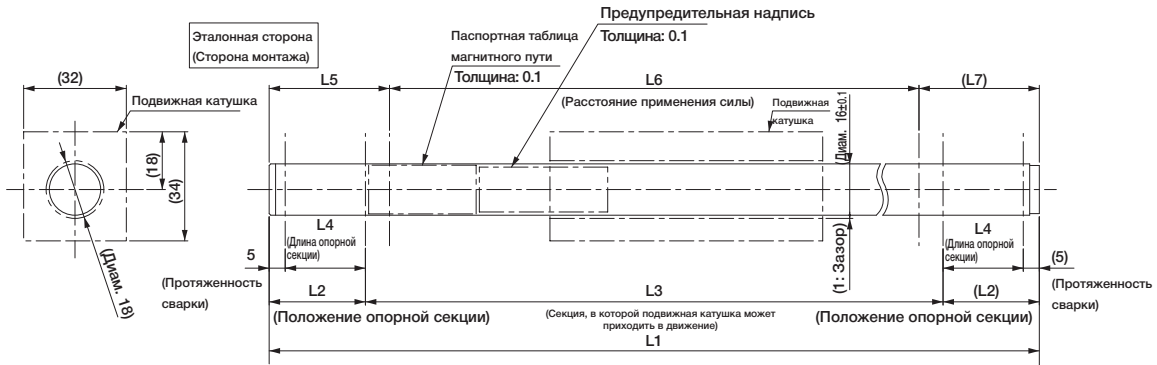 Эталонная сторона
(Сторона монтажа)
Паспортная таблица
магнитного пути
Толщина: 0.1
Предупредительная надпись
Толщина: 0.1
(32)
Подвижная катушка
L5
L6
(L7)
(Расстояние применения силы)
Подвижная
катушка
(Диам. 16±0.1
(18)
(34)
(Диам. 18)
L4
(Длина опорной
секции)
5
(Протяженность
сварки)
L2
(Положение опорной секции)
L3
(Секция, в которой подвижная катушка может
приходить в движение)
(1: Зазор)
L4
(Длина опорной
секции)
(5)
(Протяженность
сварки)
(L2)
(Положение опорной секции)
L1